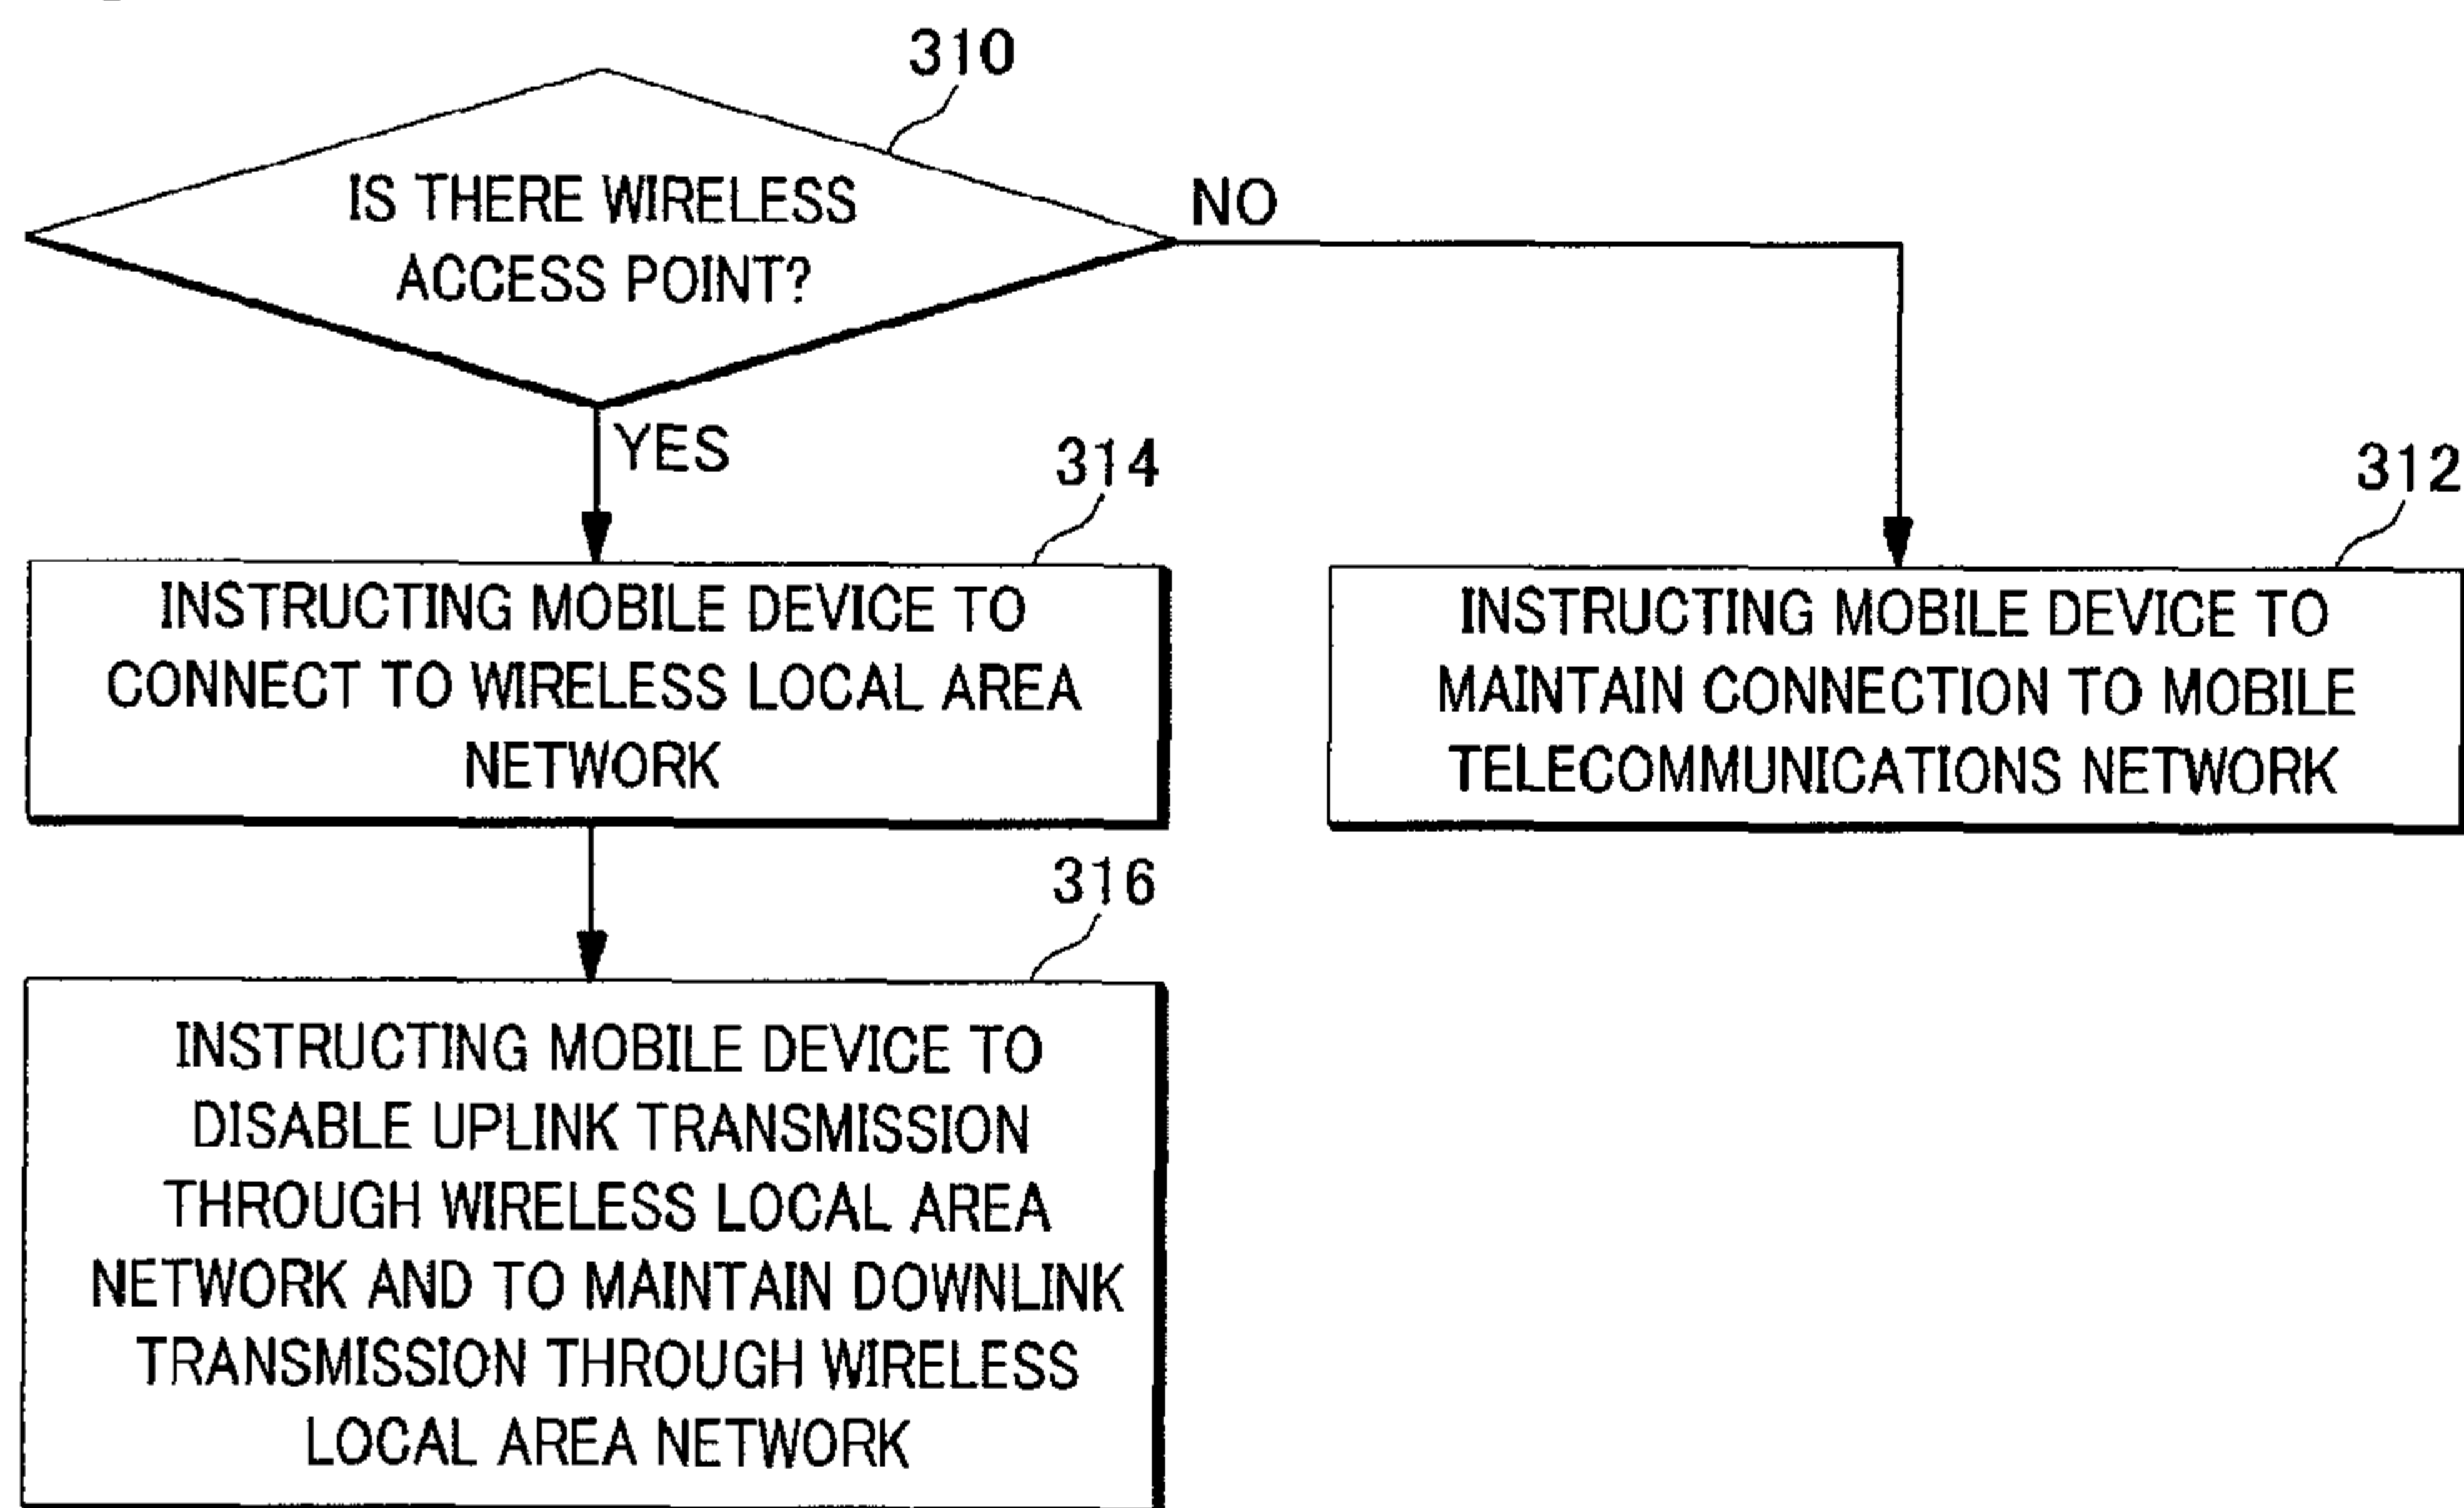 310
IS THERE WIRELESS
ACCESS POINT?
NO
YES
314
INSTRUCTING MOBILE DEVICE TO
CONNECT TO WIRELESS LOCAL AREA
NETWORK
312
INSTRUCTING MOBILE DEVICE TO
MAINTAIN CONNECTION TO MOBILE
TELECOMMUNICATIONS NETWORK
316
INSTRUCTING MOBILE DEVICE TO
DISABLE UPLINK TRANSMISSION
THROUGH WIRELESS LOCAL AREA
NETWORK AND TO MAINTAIN DOWNLINK
TRANSMISSION THROUGH WIRELESS
LOCAL AREA NETWORK